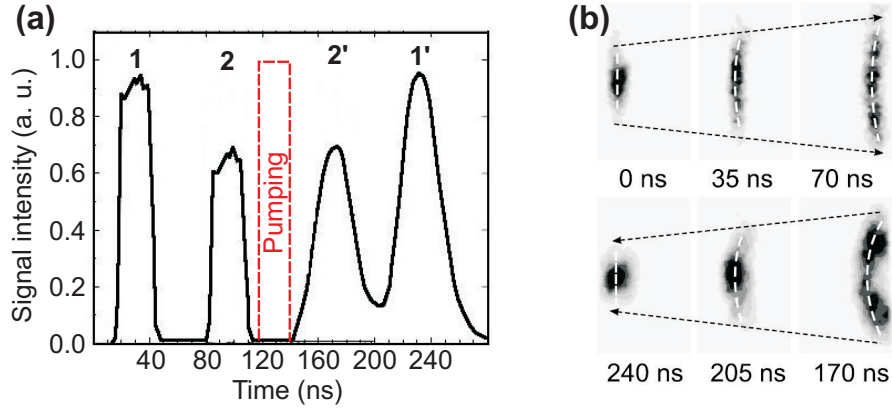 (a)
Signal intensity (a. u.)
1.0
0.8
0.6
0.4
0.2
0.0
1
2
Pumping
2'
1'
40
80
120
160
200
240
Time (ns)
(b)
0 ns
35 ns
70 ns
240 ns
205 ns
170 ns